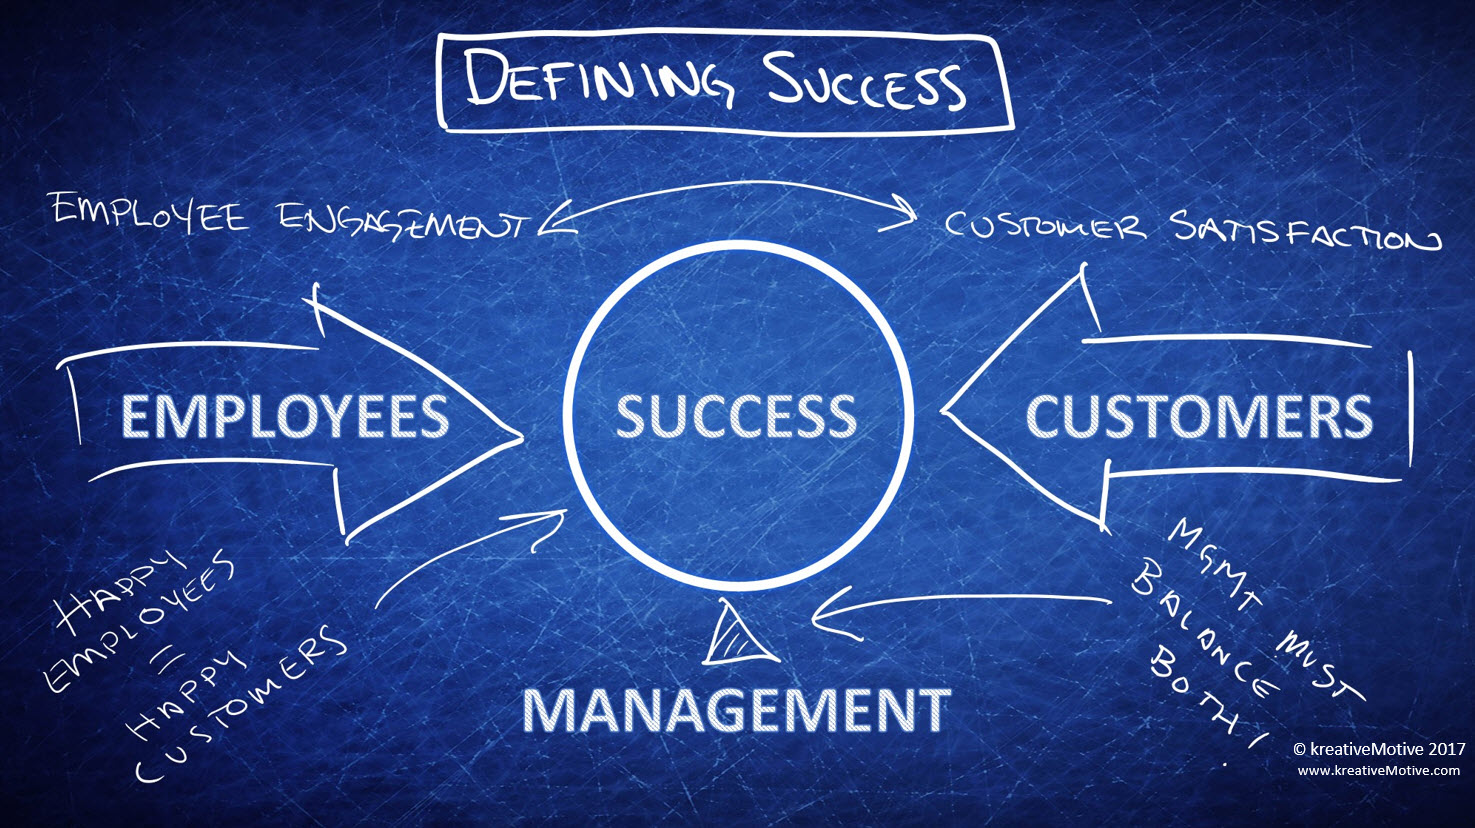 DEFINING SUCCESS
EMPLOYEE ENGAGEMENT
CUSTOMER SATISFACTION
EMPLOYEES
SUCCESS
CUSTOMERS
HAPPY
EMPLOYEES
=
HAPPY
CUSTOMERS
MGMT MUST
BALANCE
BOTH!
MANAGEMENT
© kreativeMotive 2017
www.kreativeMotive.com